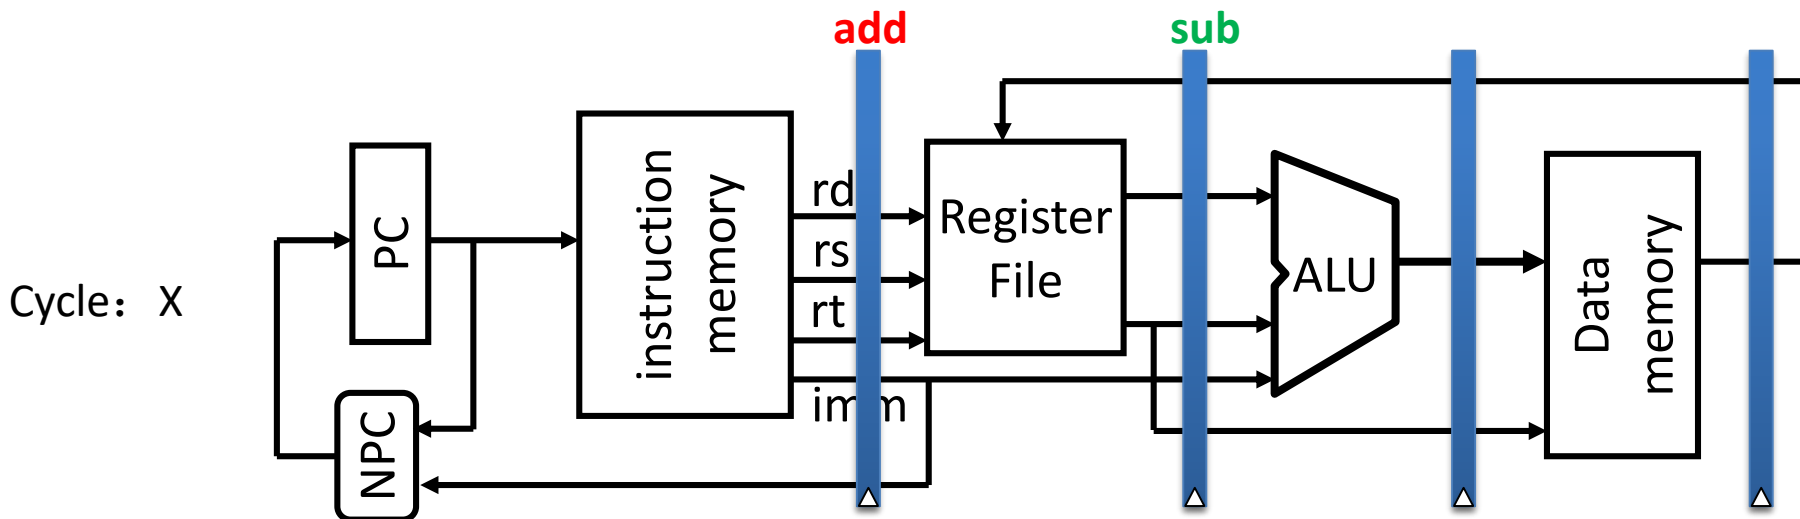 add
sub
Cycle：X
PC
NPC
instruction
memory
rd
rs
rt
imm
Register
File
ALU
Data
memory